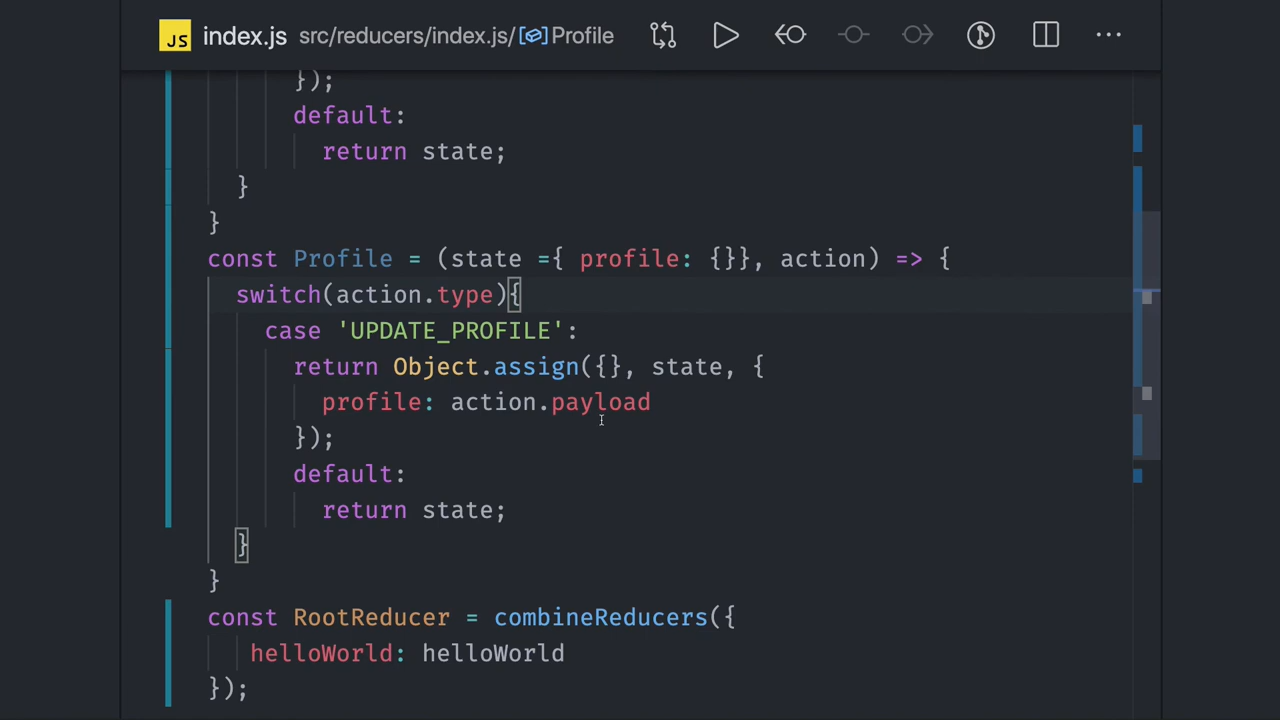 JS index.js src/reducers/index.js/Profile
});
default:
return state;
}
}
const Profile = (state ={ profile: {}}, action) => {
switch(action.type){
case 'UPDATE_PROFILE':
return Object.assign({}, state, {
profile: action.payload
});
default:
return state;
}
}
const RootReducer = combineReducers({
helloWorld: helloWorld
});